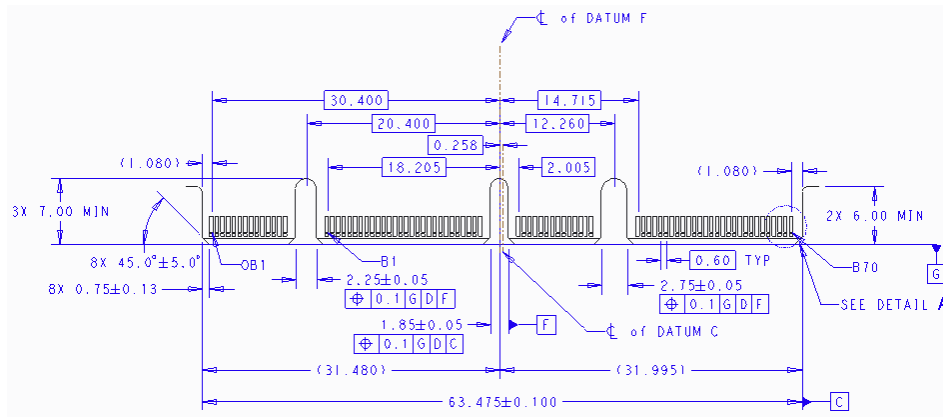 ℄ of DATUM F
30.400
14.715
20.400
12.260
0.258
(1.080)
18.205
2.005
(1.080)
3X 7.00 MIN
2X 6.00 MIN
8X 45.0°±5.0°
OB1
B1
0.60 TYP
B70
G
8X 0.75±0.13
2.25±0.05
⌖ 0.1 G D F
2.75±0.05
⌖ 0.1 G D F
SEE DETAIL A
1.85±0.05
F
⌖ 0.1 G D C
℄ of DATUM C
(31.480)
(31.995)
63.475±0.100
C